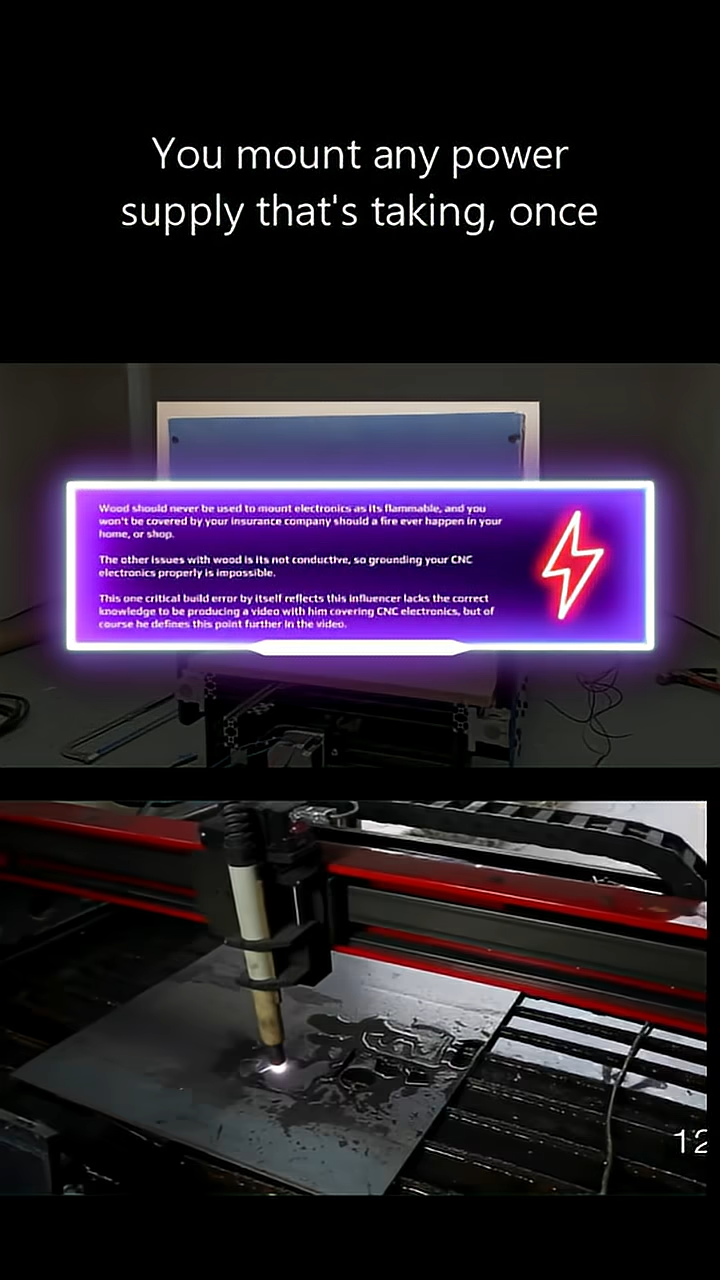 You mount any power
supply that's taking, once
Wood should never be used to mount electronics as its flammable, and you
won't be covered by your insurance company should a fire ever happen in your
home, or shop.
The other issues with wood is its not conductive, so grounding your CNC
electronics properly is impossible.
This one critical build error by itself reflects this influencer lacks the correct
knowledge to be producing a video with him covering CNC electronics, but of
course he defines this point further in the video.
12